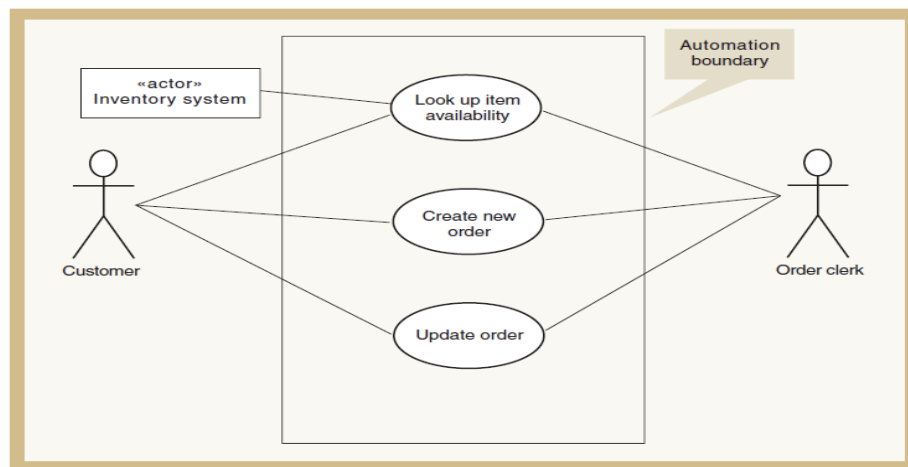 Automation
boundary
«actor»
Inventory system
Look up item
availability
Create new
order
Customer
Order clerk
Update order